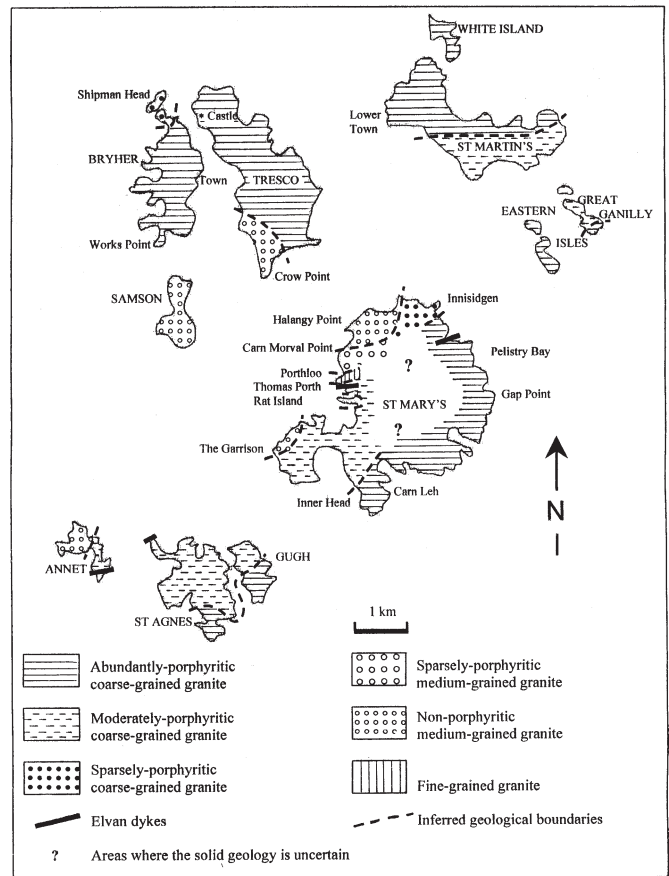 WHITE ISLAND
Shipman Head
Castle
Lower
Town
ST MARTIN'S
BRYHER
Town
TRESCO
GREAT
GANILLY
EASTERN
ISLES
Works Point
Crow Point
SAMSON
Innisidgen
Halangy Point
Carn Morval Point
Pelistry Bay
?
Porthloo
Thomas Porth
Rat Island
Gap Point
ST MARY'S
?
The Garrison
Inner Head
Carn Leh
N
ANNET
GUGH
ST AGNES
1 km
Abundantly-porphyritic
coarse-grained granite
Moderately-porphyritic
coarse-grained granite
Sparsely-porphyritic
coarse-grained granite
Elvan dykes
? Areas where the solid geology is uncertain
Sparsely-porphyritic
medium-grained granite
Non-porphyritic
medium-grained granite
Fine-grained granite
Inferred geological boundaries